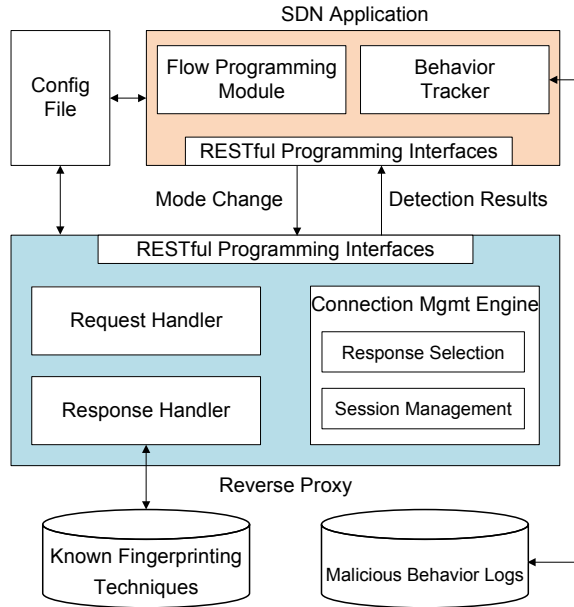 SDN Application
Config
File
Flow Programming
Module
Behavior
Tracker
RESTful Programming Interfaces
Mode Change
Detection Results
RESTful Programming Interfaces
Request Handler
Connection Mgmt Engine
Response Selection
Response Handler
Session Management
Reverse Proxy
Known Fingerprinting
Techniques
Malicious Behavior Logs